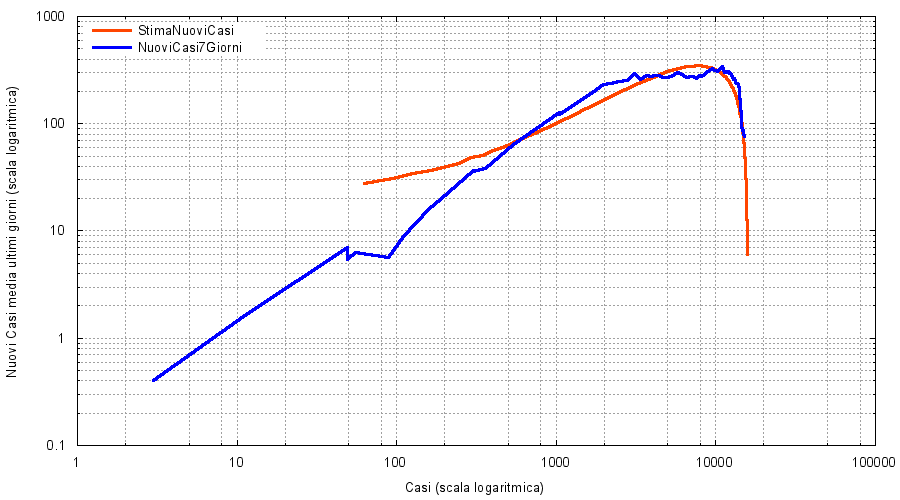 1000
StimaNuoviCasi
NuoviCasi7Giorni
100
10
1
0.1
Nuovi Casi media ultimi giorni (scala logaritmica)
1 10 100 1000 10000 100000
Casi (scala logaritmica)